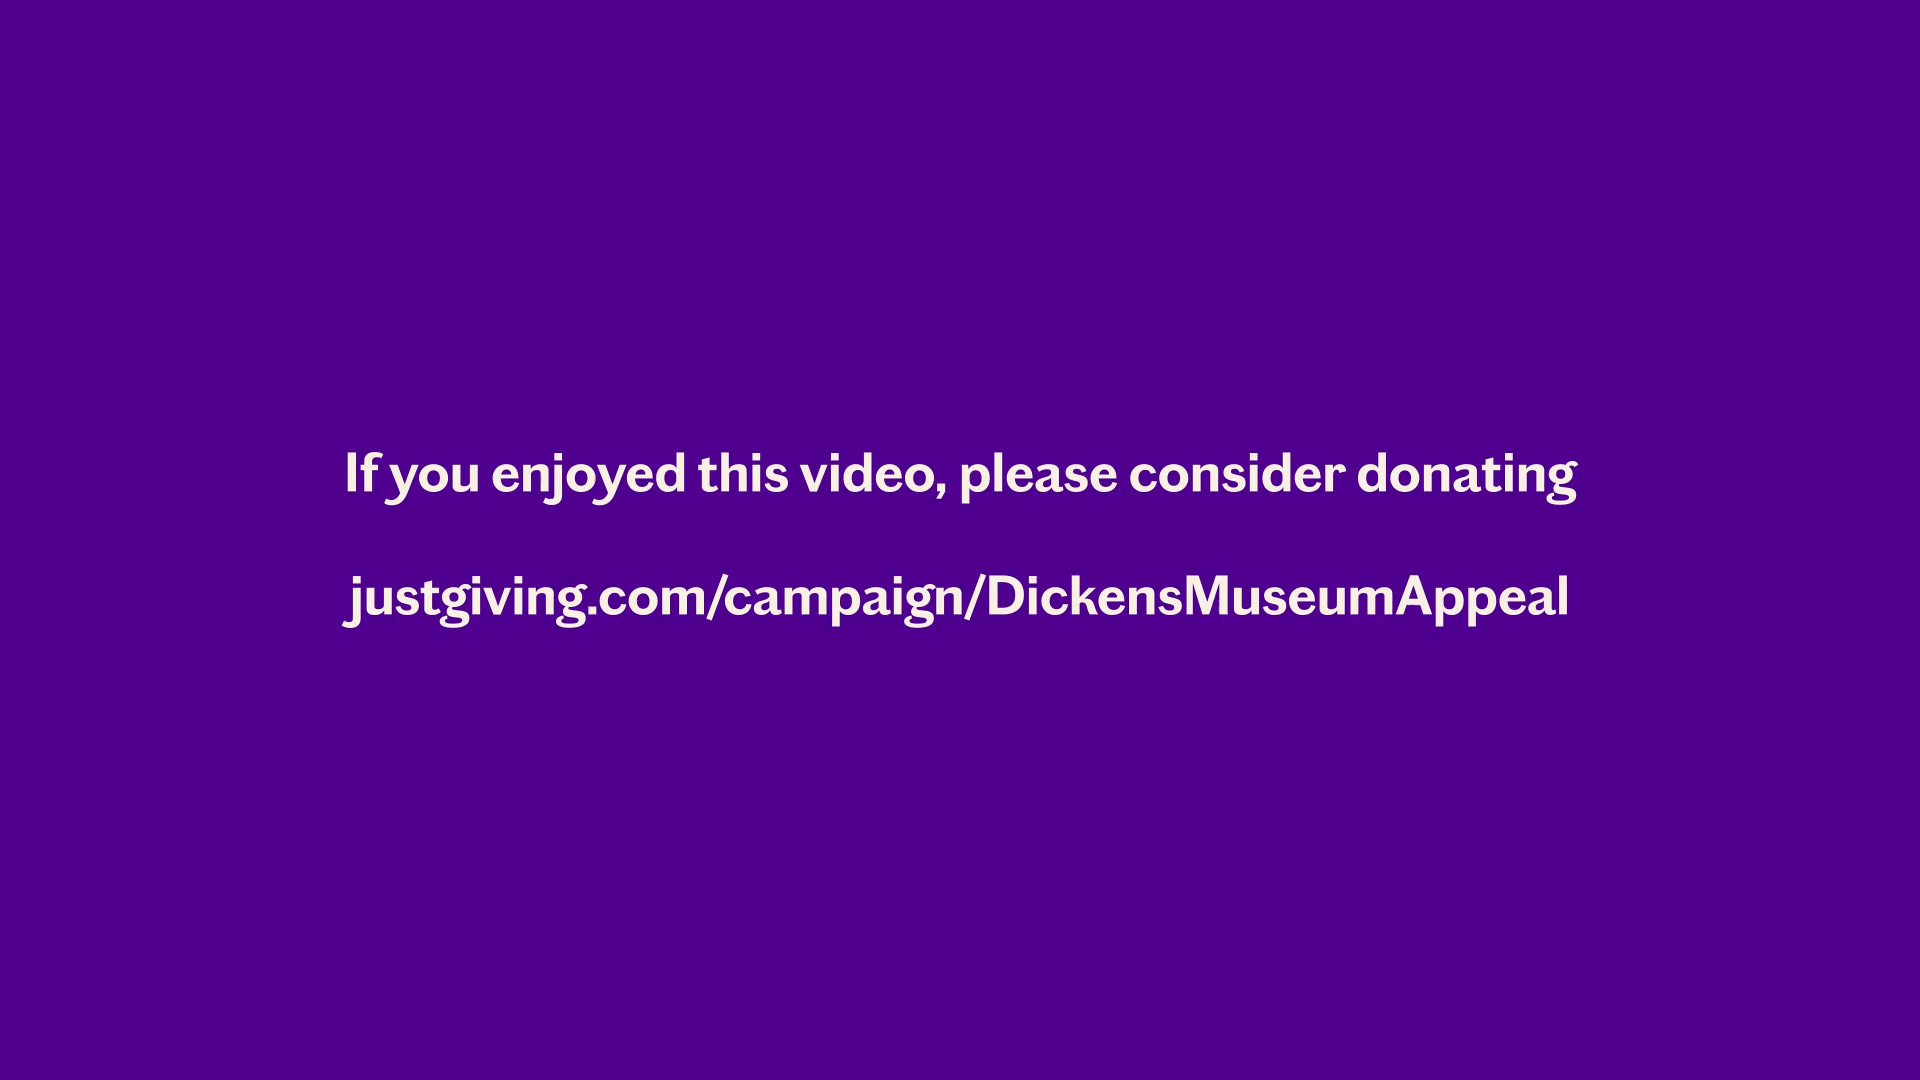 If you enjoyed this video, please consider donating
justgiving.com/campaign/DickensMuseumAppeal